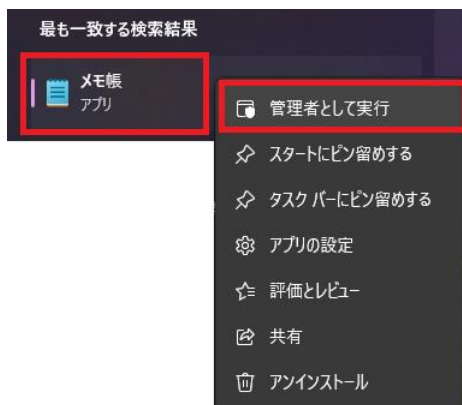 最も一致する検索結果
メモ帳
アプリ
管理者として実行
スタートにピン留めする
タスク バーにピン留めする
アプリの設定
評価とレビュー
共有
アンインストール